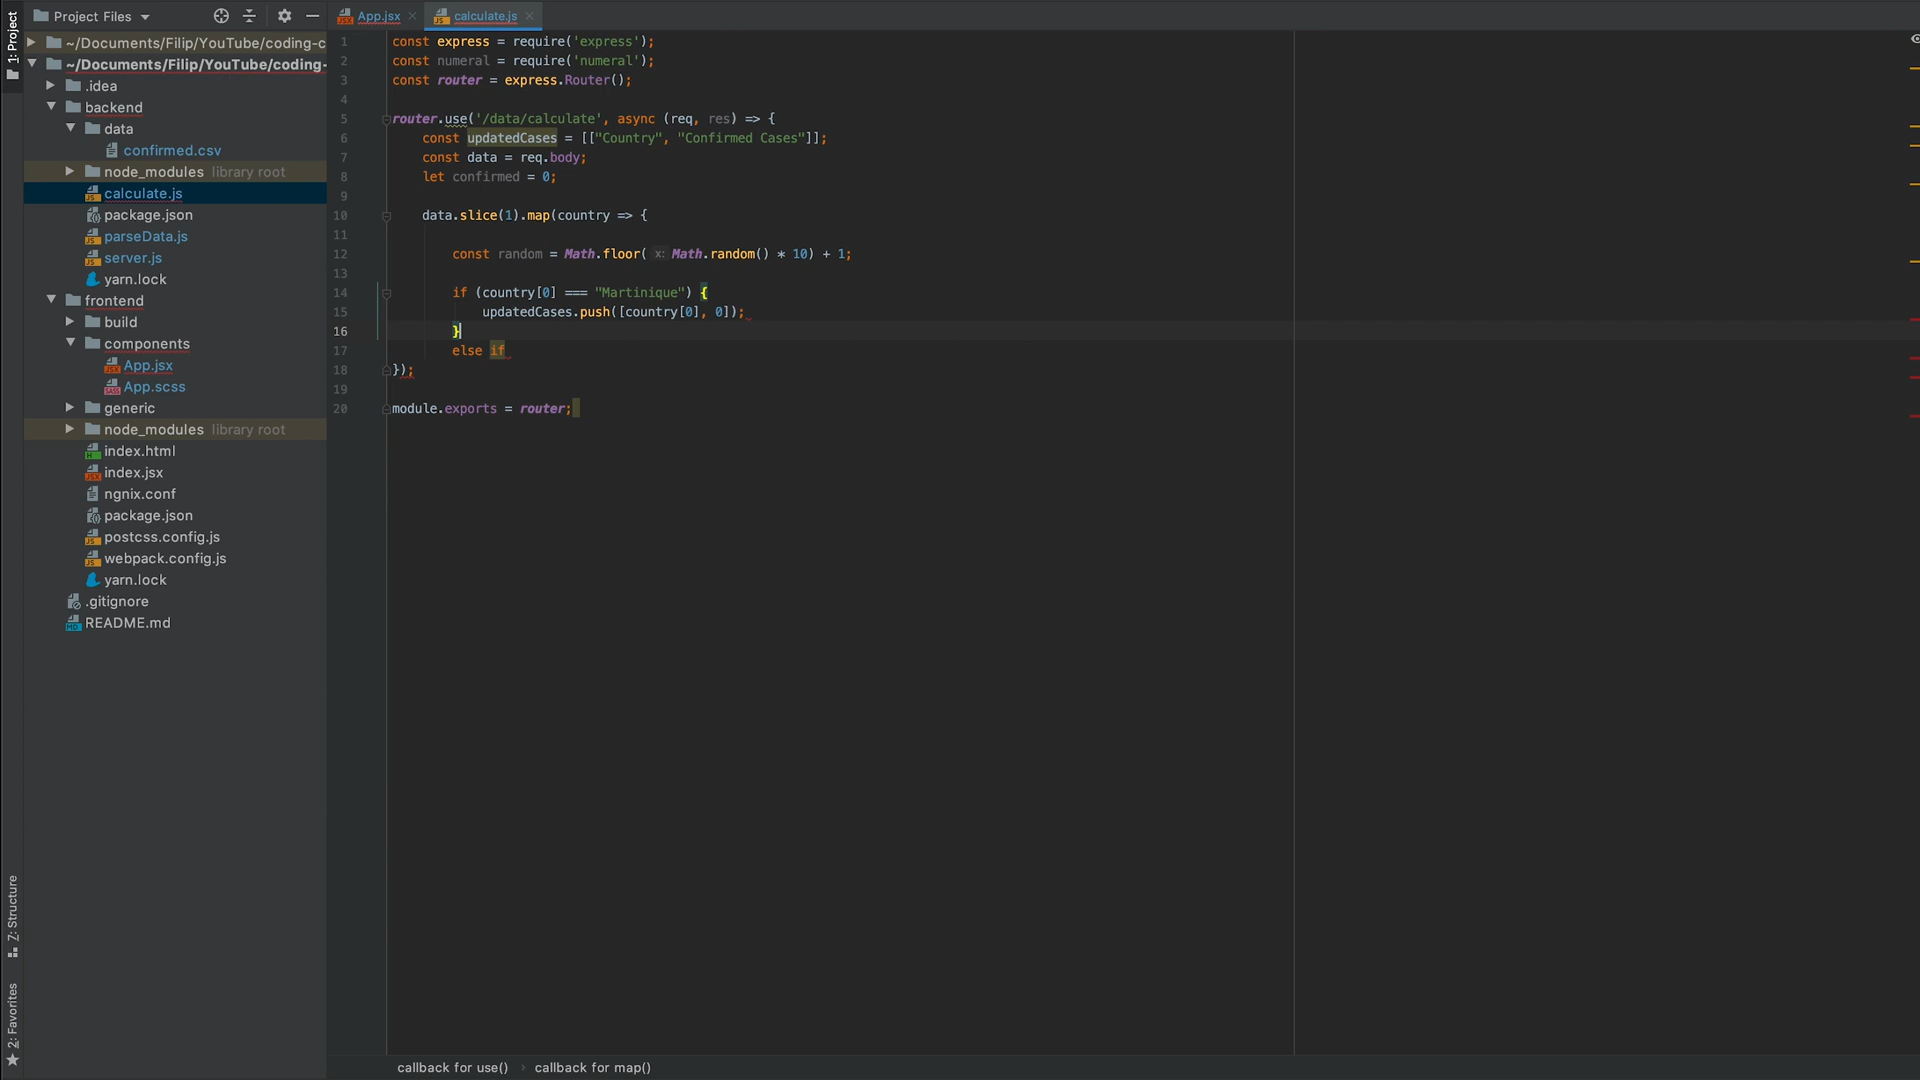 1: Project
Project Files
App.jsx
calculate.js
~/Documents/Filip/YouTube/coding-c
~/Documents/Filip/YouTube/coding-
.idea
backend
data
confirmed.csv
node_modules library root
calculate.js
package.json
parseData.js
server.js
yarn.lock
frontend
build
components
App.jsx
App.scss
generic
node_modules library root
index.html
index.jsx
ngnix.conf
package.json
postcss.config.js
webpack.config.js
yarn.lock
.gitignore
README.md
Z: Structure
2: Favorites
1 const express = require('express');
2 const numeral = require('numeral');
3 const router = express.Router();
4
5 router.use('/data/calculate', async (req, res) => {
6 const updatedCases = [["Country", "Confirmed Cases"]];
7 const data = req.body;
8 let confirmed = 0;
9
10 data.slice(1).map(country => {
11
12 const random = Math.floor( x: Math.random() * 10) + 1;
13
14 if (country[0] === "Martinique") {
15 updatedCases.push([country[0], 0]);
16 }
17 else if
18 });
19
20 module.exports = router;
callback for use() › callback for map()